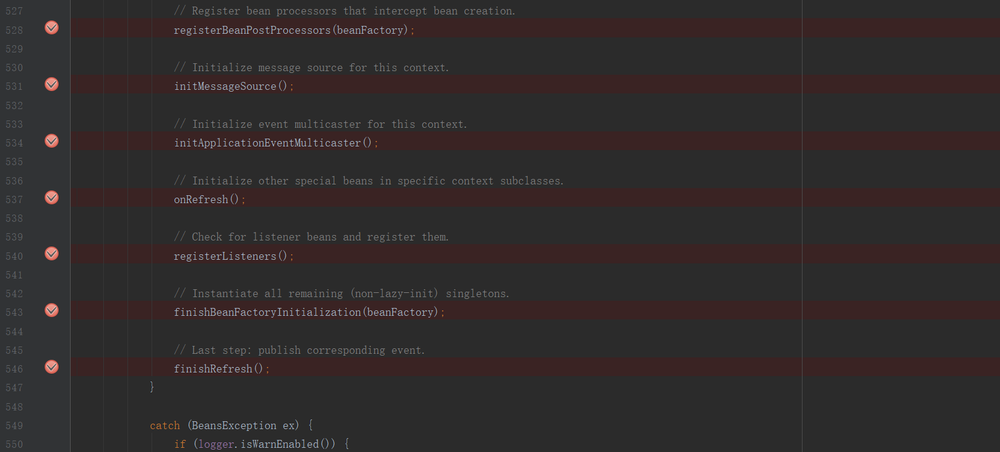 527 // Register bean processors that intercept bean creation.
528 registerBeanPostProcessors(beanFactory);
529
530 // Initialize message source for this context.
531 initMessageSource();
532
533 // Initialize event multicaster for this context.
534 initApplicationEventMulticaster();
535
536 // Initialize other special beans in specific context subclasses.
537 onRefresh();
538
539 // Check for listener beans and register them.
540 registerListeners();
541
542 // Instantiate all remaining (non-lazy-init) singletons.
543 finishBeanFactoryInitialization(beanFactory);
544
545 // Last step: publish corresponding event.
546 finishRefresh();
547 }
548
549 catch (BeansException ex) {
550 if (logger.isWarnEnabled()) {